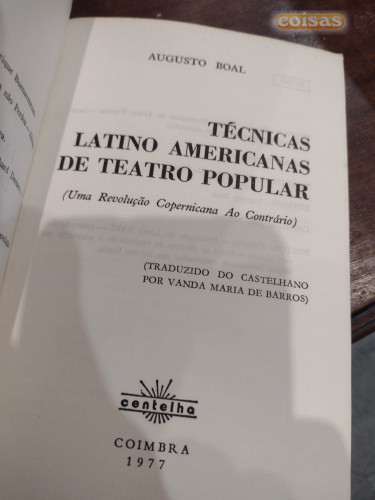 coisas
AUGUSTO BOAL
TÉCNICAS
LATINO AMERICANAS
DE TEATRO POPULAR
(Uma Revolução Copernicana Ao Contrário)
(TRADUZIDO DO CASTELHANO
POR VANDA MARIA DE BARROS)
centelha
COIMBRA
1977